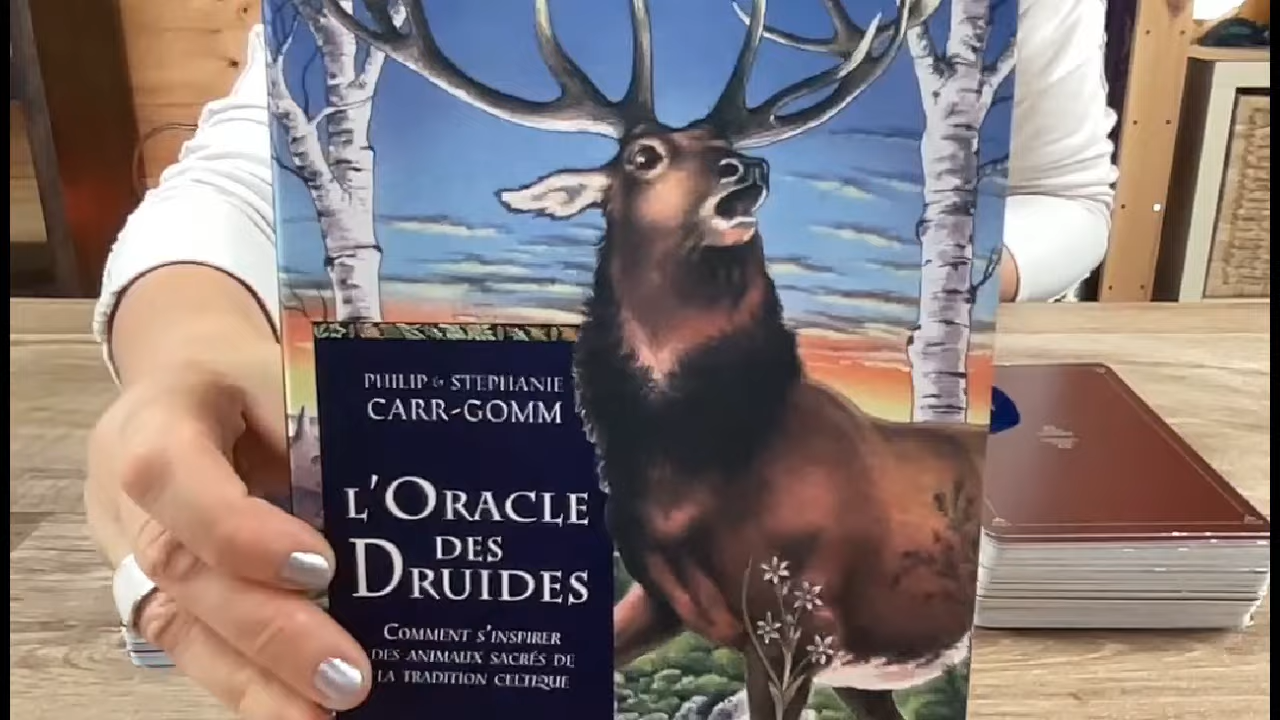 PHILIP & STEPHANIE
CARR-GOMM
L'ORACLE
DES
DRUIDES
COMMENT S'INSPIRER
DES ANIMAUX SACRÉS DE
LA TRADITION CELTIQUE